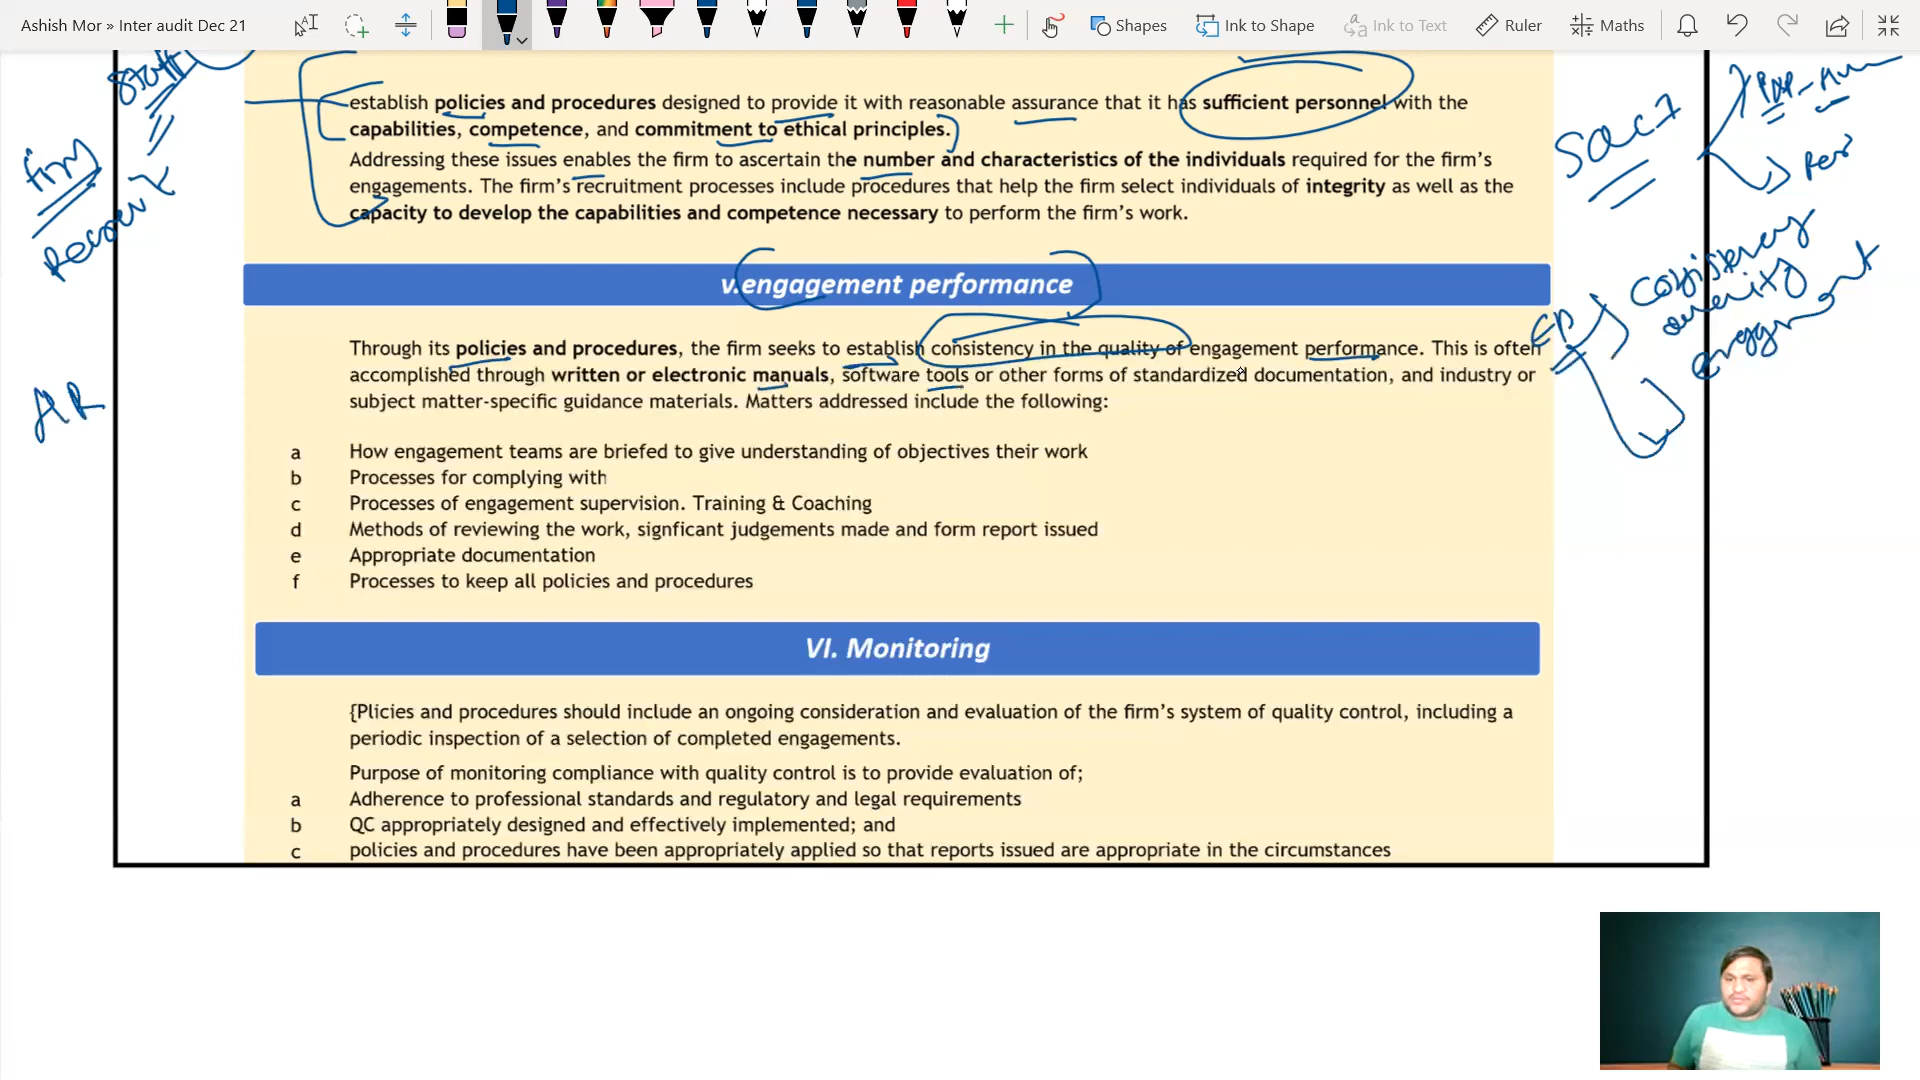 Ashish Mor » Inter audit Dec 21
Shapes
Ink to Shape
Ink to Text
Ruler
Maths
Staff
establish policies and procedures designed to provide it with reasonable assurance that it has sufficient personnel with the
capabilities, competence, and commitment to ethical principles.
Addressing these issues enables the firm to ascertain the number and characteristics of the individuals required for the firm's
engagements. The firm's recruitment processes include procedures that help the firm select individuals of integrity as well as the
capacity to develop the capabilities and competence necessary to perform the firm's work.
firm
HR
EP
v.engagement performance
Through its policies and procedures, the firm seeks to establish consistency in the quality of engagement performance. This is often
accomplished through written or electronic manuals, software tools or other forms of standardized documentation, and industry or
subject matter-specific guidance materials. Matters addressed include the following:
a How engagement teams are briefed to give understanding of objectives their work
b Processes for complying with
c Processes of engagement supervision. Training & Coaching
d Methods of reviewing the work, signficant judgements made and form report issued
e Appropriate documentation
f Processes to keep all policies and procedures
VI. Monitoring
{Plicies and procedures should include an ongoing consideration and evaluation of the firm's system of quality control, including a
periodic inspection of a selection of completed engagements.
Purpose of monitoring compliance with quality control is to provide evaluation of;
a Adherence to professional standards and regulatory and legal requirements
b QC appropriately designed and effectively implemented; and
c policies and procedures have been appropriately applied so that reports issued are appropriate in the circumstances